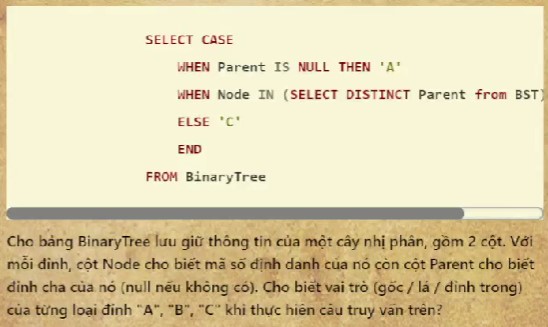 SELECT CASE
WHEN Parent IS NULL THEN 'A'
WHEN Node IN (SELECT DISTINCT Parent from BST)
ELSE 'C'
END
FROM BinaryTree
Cho bảng BinaryTree lưu giữ thông tin của một cây nhị phân, gồm 2 cột. Với
mỗi đỉnh, cột Node cho biết mã số định danh của nó còn cột Parent cho biết
đỉnh cha của nó (null nếu không có). Cho biết vai trò (gốc / lá / đỉnh trong)
của từng loại đỉnh "A", "B", "C" khi thực hiện câu truy vấn trên?